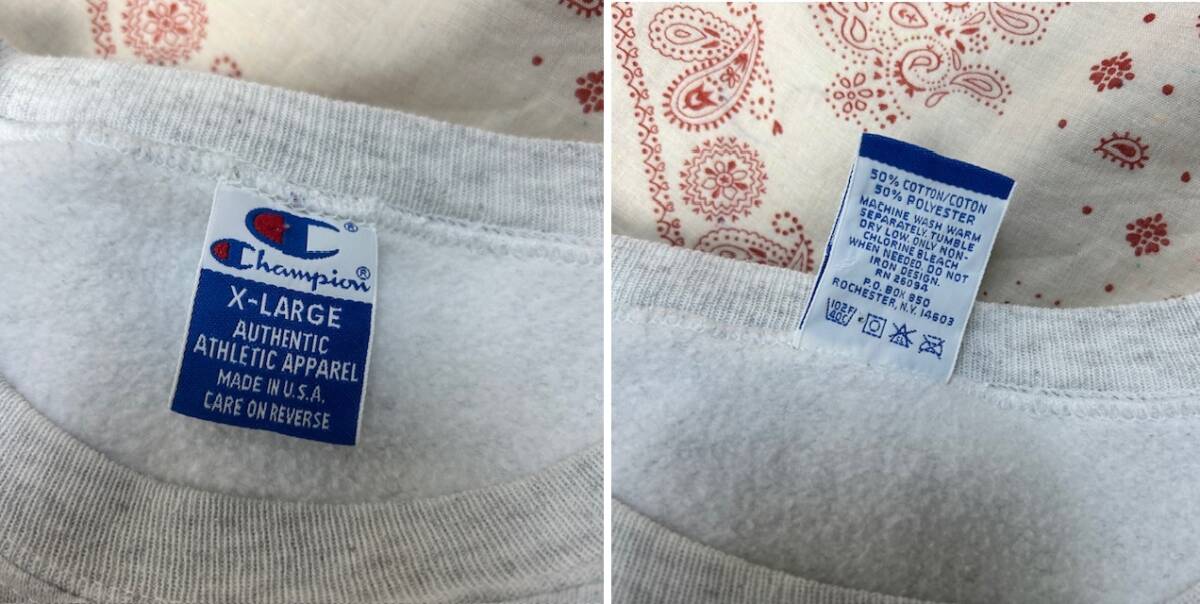 Champion®
X-LARGE
AUTHENTIC
ATHLETIC APPAREL
MADE IN U.S.A.
CARE ON REVERSE
50% COTTON/COTON
50% POLYESTER
MACHINE WASH WARM
SEPARATELY. TUMBLE
DRY LOW. ONLY NON-
CHLORINE BLEACH
WHEN NEEDED. DO NOT
IRON DESIGN.
RN 26094
P.O. BOX 850
ROCHESTER, N.Y. 14603